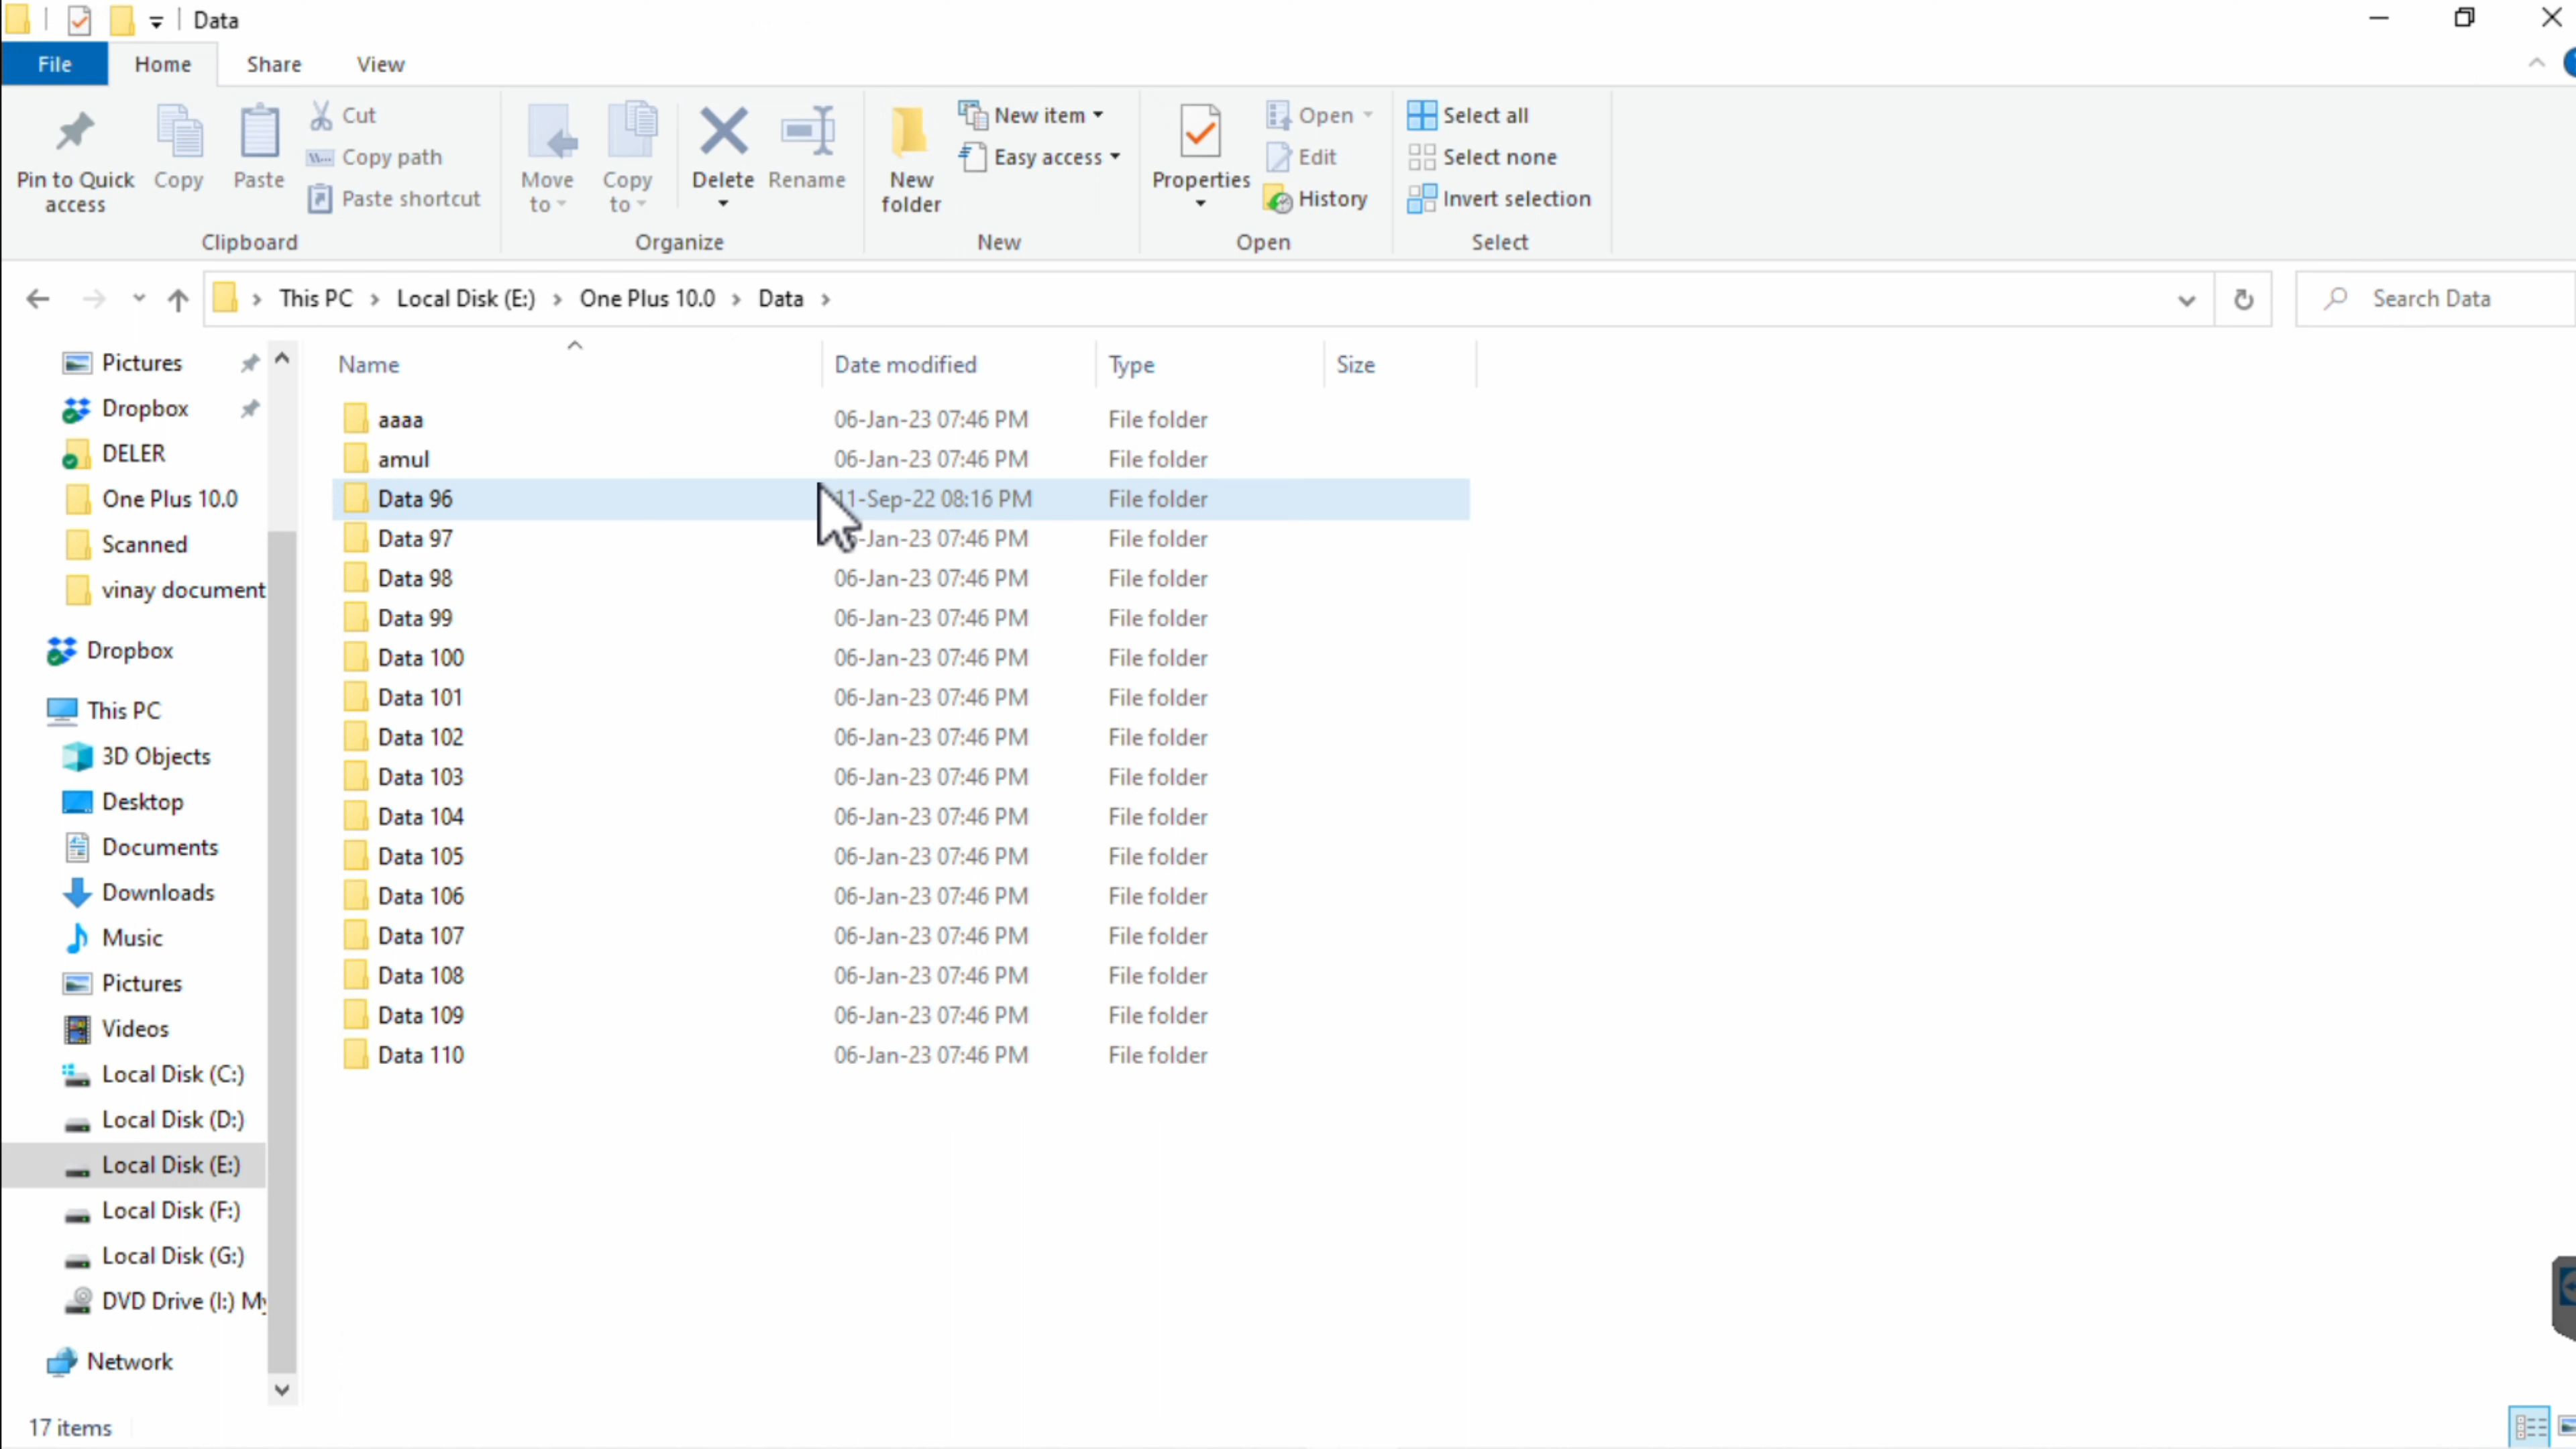 Data
File Home Share View
Pin to Quick access
Copy
Paste
Cut
Copy path
Paste shortcut
Clipboard
Move to
Copy to
Delete
Rename
Organize
New folder
New item
Easy access
New
Properties
Open
Edit
History
Open
Select all
Select none
Invert selection
Select
This PC > Local Disk (E:) > One Plus 10.0 > Data >
Search Data
Pictures
Dropbox
DELER
One Plus 10.0
Scanned
vinay document
Dropbox
This PC
3D Objects
Desktop
Documents
Downloads
Music
Pictures
Videos
Local Disk (C:)
Local Disk (D:)
Local Disk (E:)
Local Disk (F:)
Local Disk (G:)
DVD Drive (I:) My
Network
Name Date modified Type Size
aaaa 06-Jan-23 07:46 PM File folder
amul 06-Jan-23 07:46 PM File folder
Data 96 11-Sep-22 08:16 PM File folder
Data 97 -Jan-23 07:46 PM File folder
Data 98 06-Jan-23 07:46 PM File folder
Data 99 06-Jan-23 07:46 PM File folder
Data 100 06-Jan-23 07:46 PM File folder
Data 101 06-Jan-23 07:46 PM File folder
Data 102 06-Jan-23 07:46 PM File folder
Data 103 06-Jan-23 07:46 PM File folder
Data 104 06-Jan-23 07:46 PM File folder
Data 105 06-Jan-23 07:46 PM File folder
Data 106 06-Jan-23 07:46 PM File folder
Data 107 06-Jan-23 07:46 PM File folder
Data 108 06-Jan-23 07:46 PM File folder
Data 109 06-Jan-23 07:46 PM File folder
Data 110 06-Jan-23 07:46 PM File folder
17 items